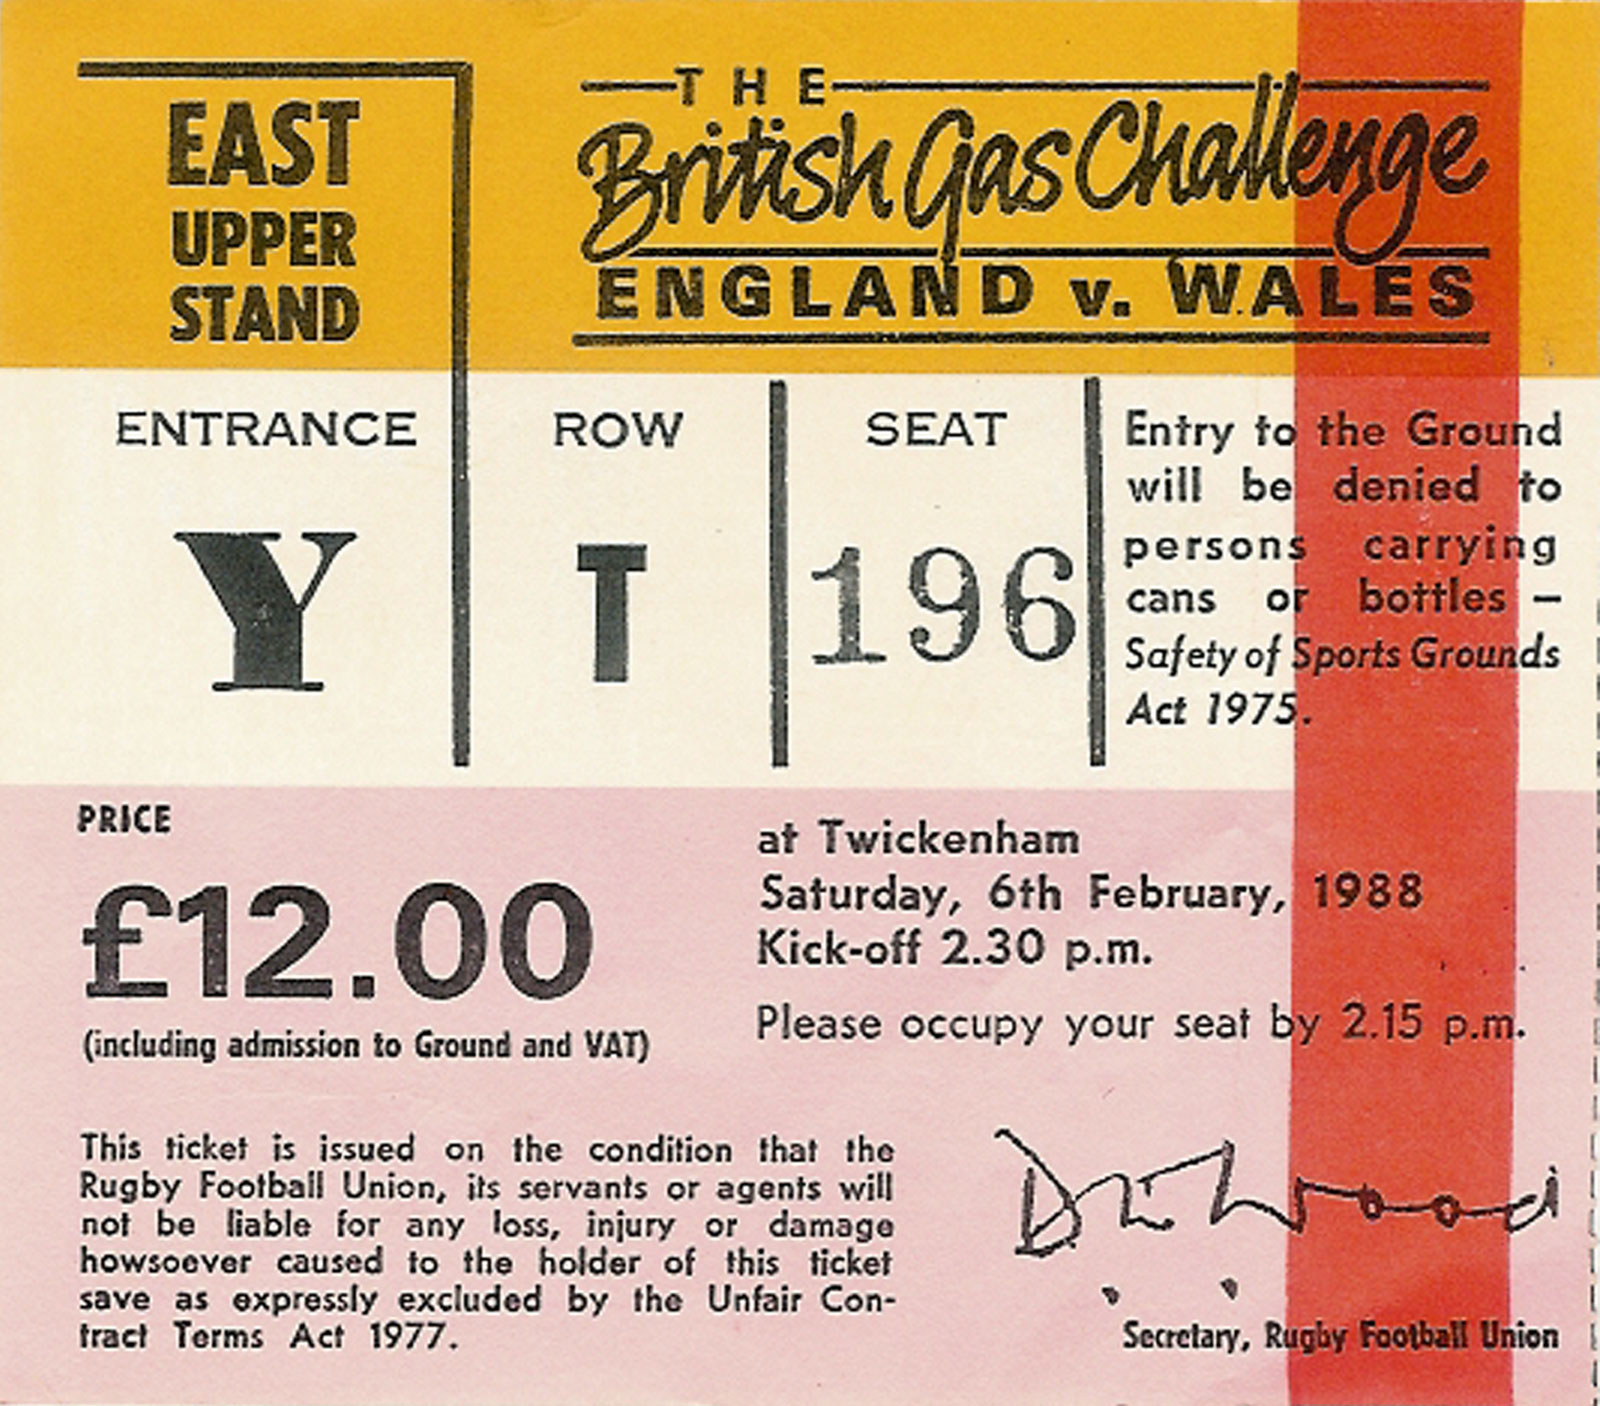 EAST
UPPER
STAND
THE
British Gas Challenge
ENGLAND v. WALES
ENTRANCE
Y
ROW
T
SEAT
196
Entry to the Ground
will be denied to
persons carrying
cans or bottles –
Safety of Sports Grounds
Act 1975.
PRICE
£12.00
(including admission to Ground and VAT)
at Twickenham
Saturday, 6th February, 1988
Kick-off 2.30 p.m.
Please occupy your seat by 2.15 p.m.
This ticket is issued on the condition that the
Rugby Football Union, its servants or agents will
not be liable for any loss, injury or damage
howsoever caused to the holder of this ticket
save as expressly excluded by the Unfair Con-
tract Terms Act 1977.
Secretary, Rugby Football Union